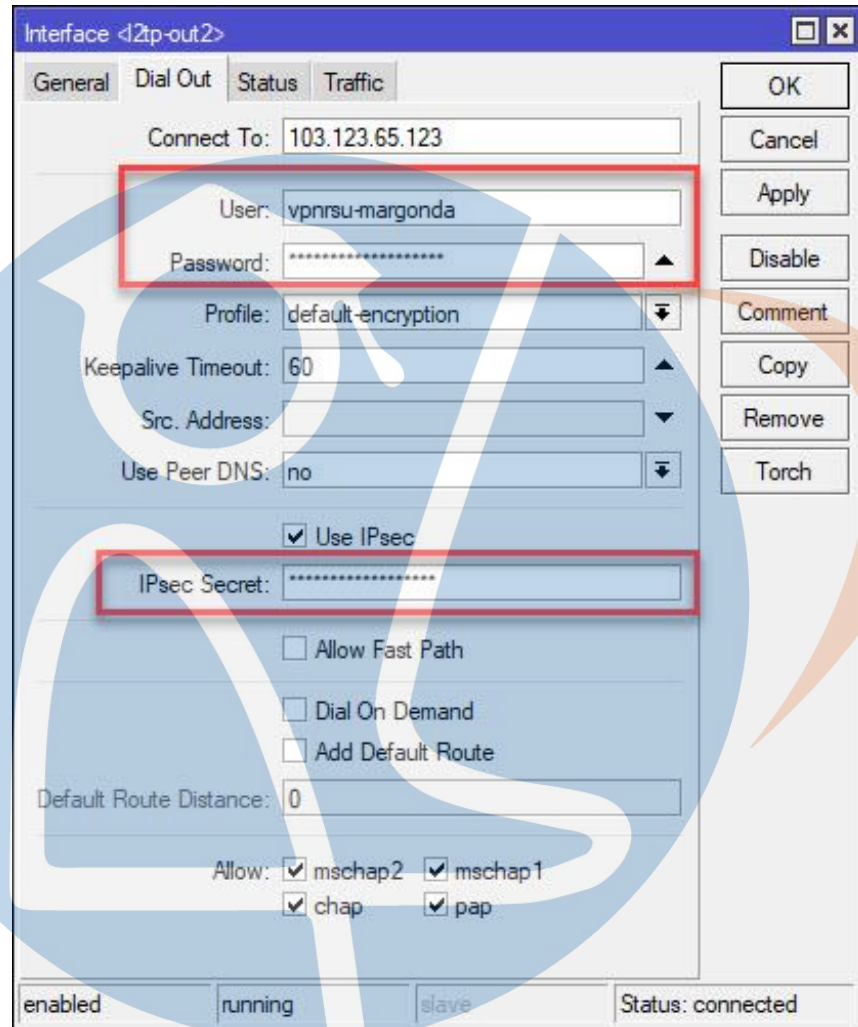 Interface <l2tp-out2>
General Dial Out Status Traffic
OK
Connect To: 103.123.65.123
Cancel
User: vpnrsu-margonda
Apply
Password: ******************
Disable
Profile: default-encryption
Comment
Keepalive Timeout: 60
Copy
Src. Address:
Remove
Use Peer DNS: no
Torch
Use IPsec
IPsec Secret: *****************
Allow Fast Path
Dial On Demand
Add Default Route
Default Route Distance: 0
Allow: mschap2 mschap1
chap pap
enabled running slave Status: connected